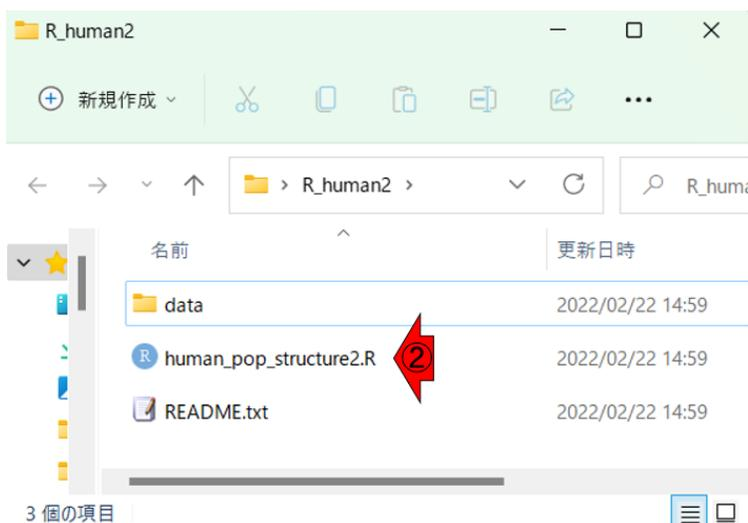 R_human2
新規作成
R_human2
R_huma
名前
更新日時
data
2022/02/22 14:59
R
human_pop_structure2.R
②
2022/02/22 14:59
README.txt
2022/02/22 14:59
3 個の項目